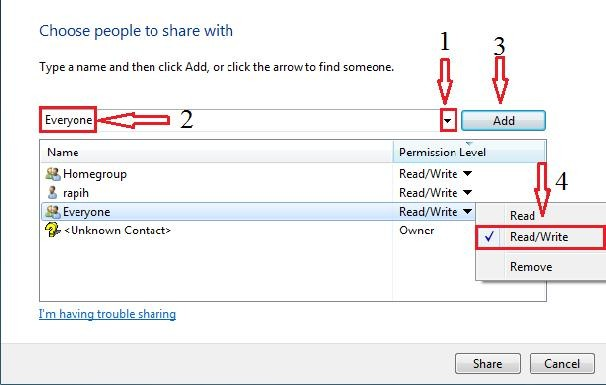 Choose people to share with
1
3
Type a name and then click Add, or click the arrow to find someone.
Everyone
2
Add
Name Permission Level
Homegroup Read/Write
rapih Read/Write
4
Everyone Read/Write
Read
<Unknown Contact> Owner
Read/Write
Remove
I'm having trouble sharing
Share Cancel